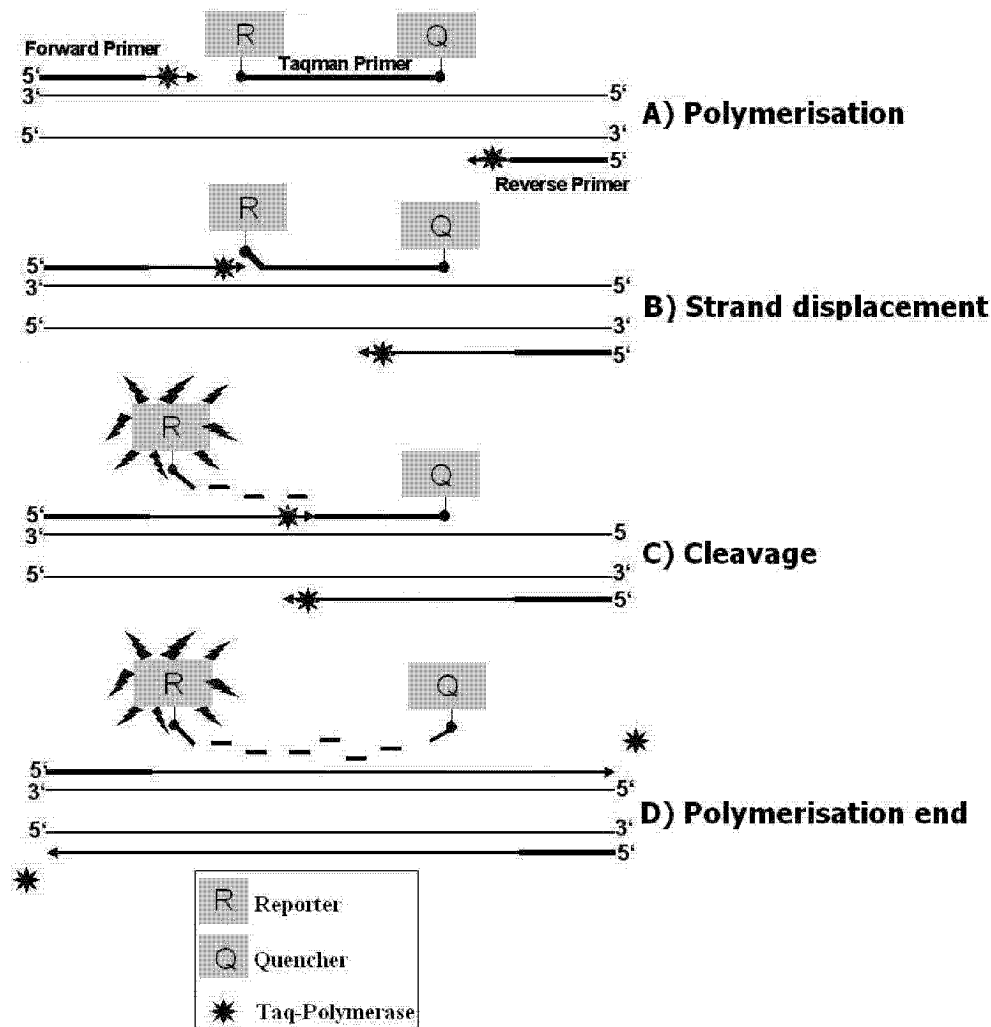 R Q
Forward Primer
Taqman Primer
5‘
3‘ 5‘
A) Polymerisation
5‘ 3‘
5‘
Reverse Primer
R
Q
5‘
3‘ 5‘
B) Strand displacement
5‘ 3‘
5‘
R
Q
5‘
3‘ 5
C) Cleavage
5‘ 3‘
5‘
R Q
5‘
3‘ 5‘
D) Polymerisation end
5‘ 3‘
5‘
R Reporter
Q Quencher
Taq-Polymerase